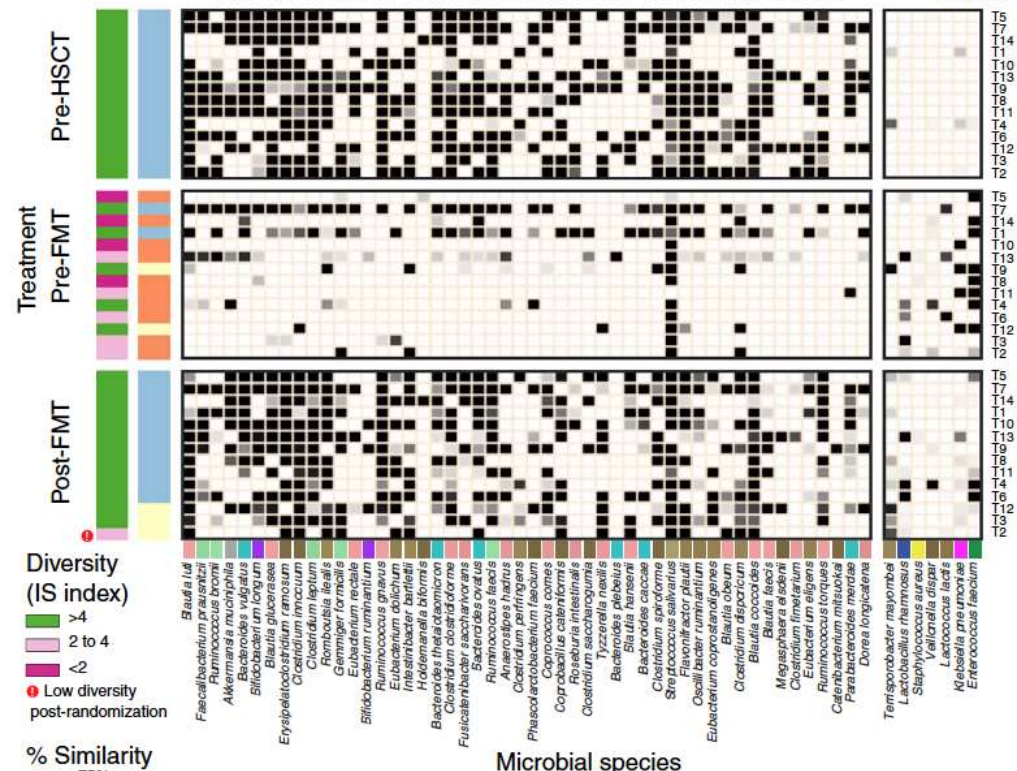 Pre-HSCT
T5
T7
T14
T1
T10
T13
T9
T8
T11
T4
T6
T12
T3
T2
Treatment
Pre-FMT
T5
T7
T14
T1
T10
T13
T9
T8
T11
T4
T6
T12
T3
T2
Post-FMT
T5
T7
T14
T1
T10
T13
T9
T8
T11
T4
T6
T12
T3
T2
Blautia luti
Faecalibacterium prausnitzii
Ruminococcus bromii
Akkermansia muciniphila
Bacteroides vulgatus
Bifidobacterium longum
Blautia glucerasea
Erysipelatoclostridium ramosum
Clostridium innocuum
Clostridium leptum
Romboutsia ilealis
Gemmiger formicilis
Eubacterium rectale
Bifidobacterium ruminantium
Ruminococcus gnavus
Eubacterium dolichum
Intestinibacter bartlettii
Holdemanella biformis
Bacteroides thetaiotaomicron
Clostridium clostridioforme
Fusicatenibacter saccharivorans
Bacteroides ovatus
Ruminococcus faecis
Anaerostipes hadrus
Clostridium perfringens
Phascolarctobacterium faecium
Coprococcus comes
Coprobacillus cateniformis
Roseburia intestinalis
Clostridium saccharogumia
Tyzzerella nexilis
Bacteroides plebeius
Blautia hansenii
Bacteroides caccae
Clostridium spiroforme
Streptococcus salivarius
Flavonifractor plautii
Oscillibacter ruminantium
Eubacterium coprostanoligenes
Blautia obeum
Clostridium disporicum
Blautia coccoides
Blautia faecis
Megasphaera elsdenii
Clostridium fimetarium
Eubacterium eligens
Ruminococcus torques
Catenibacterium mitsuokai
Parabacteroides merdae
Dorea longicatena
Terrisporobacter mayombei
Lactobacillus rhamnosus
Staphylococcus aureus
Veillonella dispar
Lactococcus lactis
Klebsiella pneumoniae
Enterococcus faecium
Diversity
(IS index)
>4
2 to 4
<2
! Low diversity
post-randomization
% Similarity
Microbial species